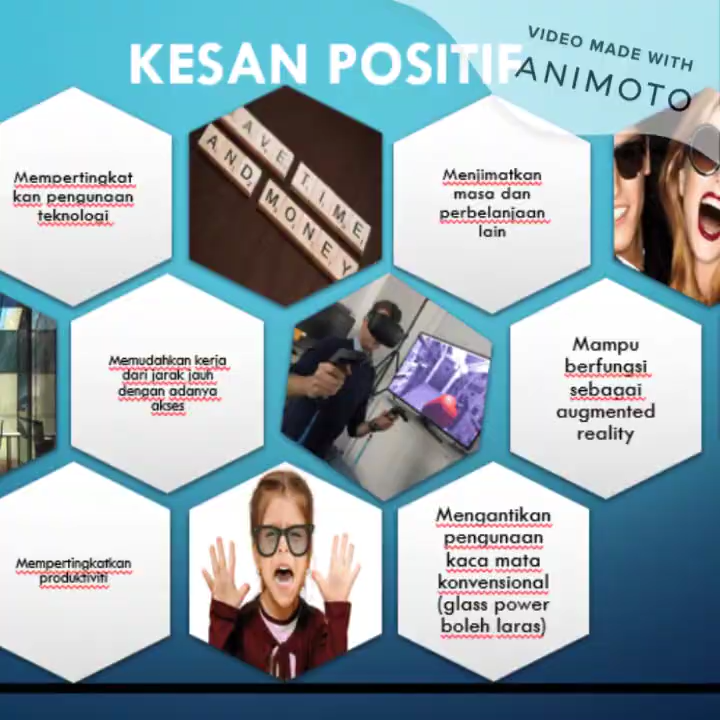 KESAN POSITIF
VIDEO MADE WITH
ANIMOTO
Mempertingkat
kan pengunaan
teknologi
AVE TIME
AND MONEY
Menjimatkan
masa dan
perbelanjaan
lain
Memudahkan kerja
dari jarak jauh
dengan adanya
akses
Mampu
berfungsi
sebagai
augmented
reality
Mempertingkatkan
produktiviti
Mengantikan
pengunaan
kaca mata
konvensional
(glass power
boleh laras)